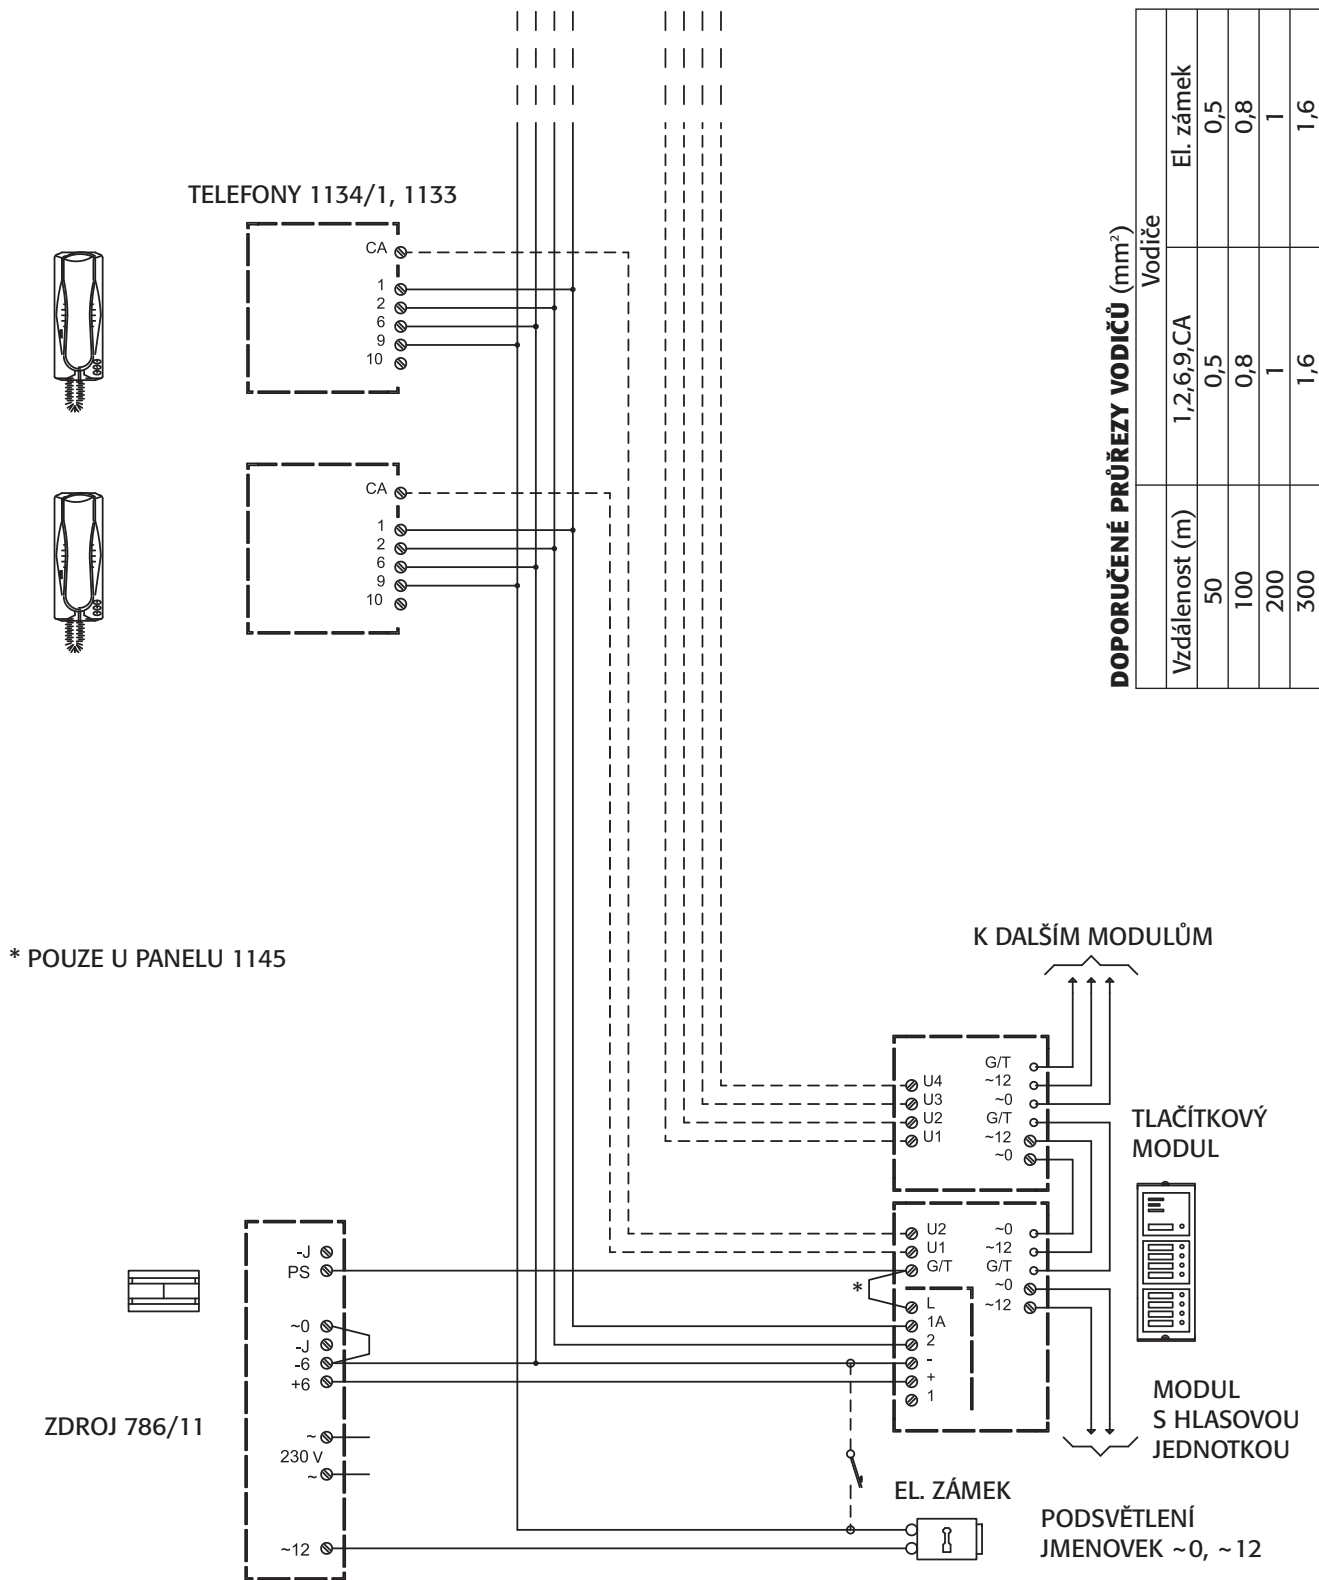 TELEFONY 1134/1, 1133
CA
1
2
6
9
10
CA
1
2
6
9
10
DOPORUČENÉ PRŮŘEZY VODIČŮ (mm²)
Vodiče
Vzdálenost (m) 1,2,6,9,CA El. zámek
50 0,5 0,5
100 0,8 0,8
200 1 1
300 1,6 1,6
* POUZE U PANELU 1145
K DALŠÍM MODULŮM
U4
U3
U2
U1
G/T
~12
~0
G/T
~12
~0
TLAČÍTKOVÝ
MODUL
U2
U1
G/T
*
L
1A
2
-
+
1
~0
~12
G/T
~0
~12
MODUL
S HLASOVOU
JEDNOTKOU
-J
PS
~0
-J
-6
+6
~
230 V
~
~12
ZDROJ 786/11
EL. ZÁMEK
PODSVĚTLENÍ
JMENOVEK ~0, ~12